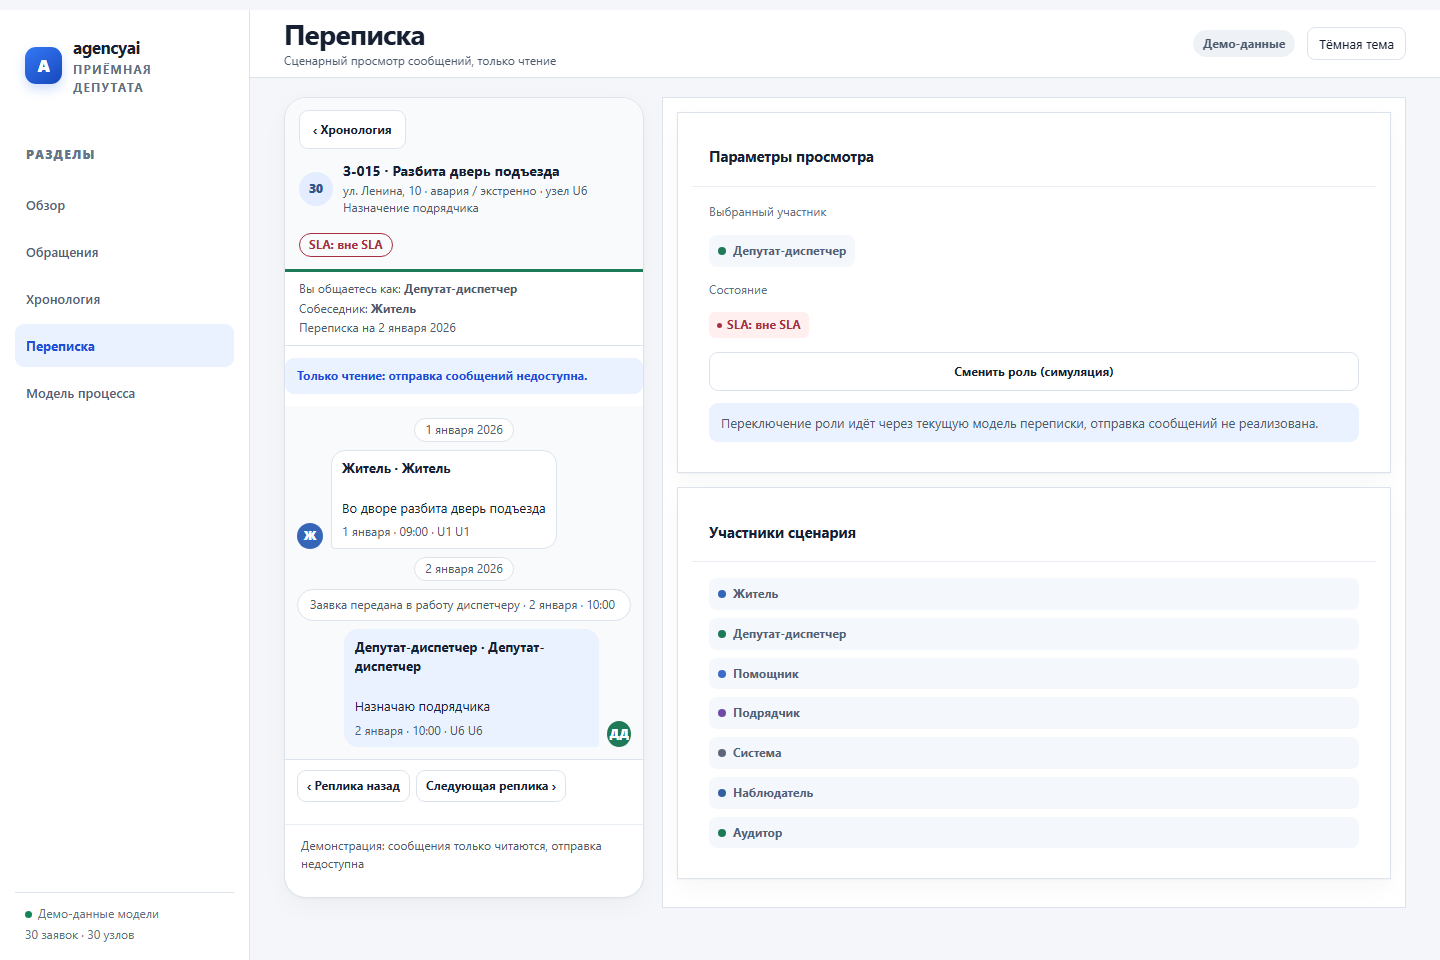 A
agencyai
ПРИЁМНАЯ
ДЕПУТАТА
РАЗДЕЛЫ
Обзор
Обращения
Хронология
Переписка
Модель процесса
Демо-данные модели
30 заявок · 30 узлов
Переписка
Сценарный просмотр сообщений, только чтение
Демо-данные
Тёмная тема
‹ Хронология
30
З-015 · Разбита дверь подъезда
ул. Ленина, 10 · авария / экстренно · узел U6
Назначение подрядчика
SLA: вне SLA
Вы общаетесь как: Депутат-диспетчер
Собеседник: Житель
Переписка на 2 января 2026
Только чтение: отправка сообщений недоступна.
1 января 2026
Житель · Житель
Во дворе разбита дверь подъезда
1 января · 09:00 · U1 U1
Ж
2 января 2026
Заявка передана в работу диспетчеру · 2 января · 10:00
Депутат-диспетчер · Депутат-
диспетчер
Назначаю подрядчика
2 января · 10:00 · U6 U6
ДД
‹ Реплика назад
Следующая реплика ›
Демонстрация: сообщения только читаются, отправка
недоступна
Параметры просмотра
Выбранный участник
Депутат-диспетчер
Состояние
SLA: вне SLA
Сменить роль (симуляция)
Переключение роли идёт через текущую модель переписки, отправка сообщений не реализована.
Участники сценария
Житель
Депутат-диспетчер
Помощник
Подрядчик
Система
Наблюдатель
Аудитор